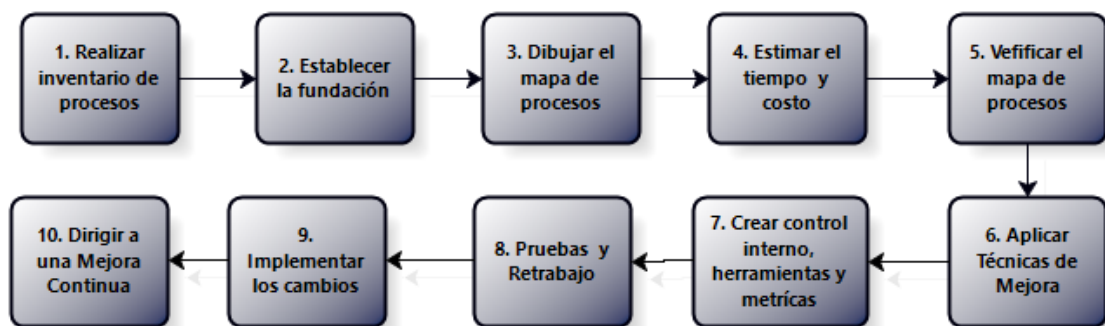 1. Realizar
inventario de
procesos
2. Establecer
la fundación
3. Dibujar el
mapa de
procesos
4. Estimar el
tiempo y
costo
5. Vefificar el
mapa de
procesos
6. Aplicar
Técnicas de
Mejora
7. Crear control
interno,
herramientas y
metrícas
8. Pruebas y
Retrabajo
9.
Implementar
los cambios
10. Dirigir a
una Mejora
Continua